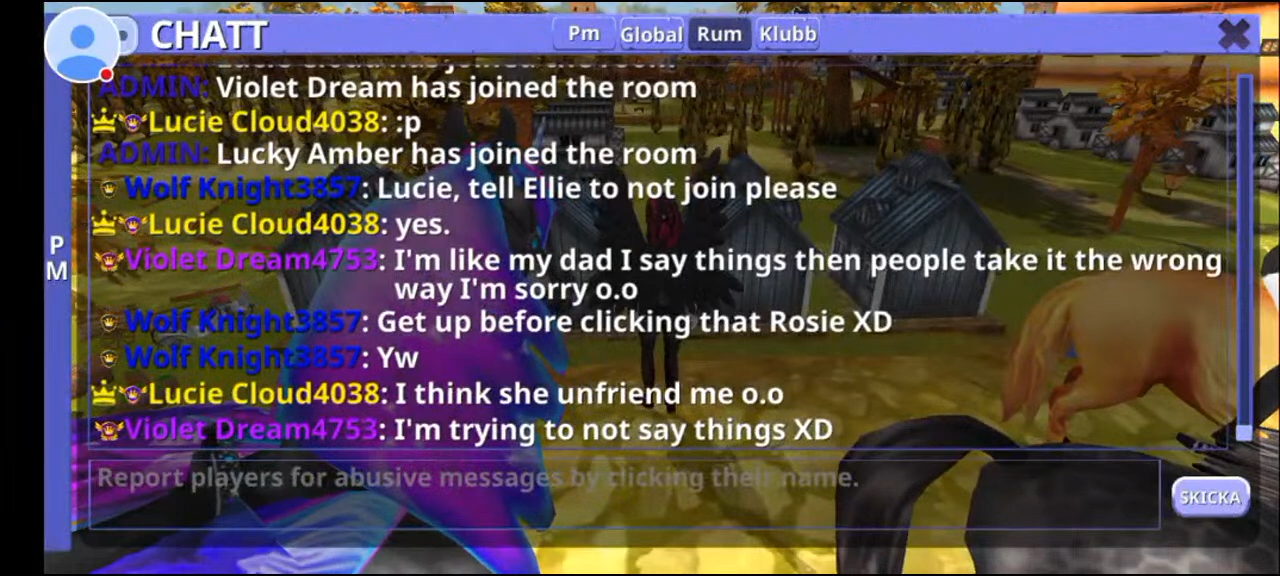 CHATT
Pm Global Rum Klubb
ADMIN: Violet Dream has joined the room
Lucie Cloud4038: :p
ADMIN: Lucky Amber has joined the room
Wolf Knight3857: Lucie, tell Ellie to not join please
Lucie Cloud4038: yes.
Violet Dream4753: I'm like my dad I say things then people take it the wrong
way I'm sorry o.o
Wolf Knight3857: Get up before clicking that Rosie XD
Wolf Knight3857: Yw
Lucie Cloud4038: I think she unfriend me o.o
Violet Dream4753: I'm trying to not say things XD
Report players for abusive messages by clicking their name.
SKICKA
P
M